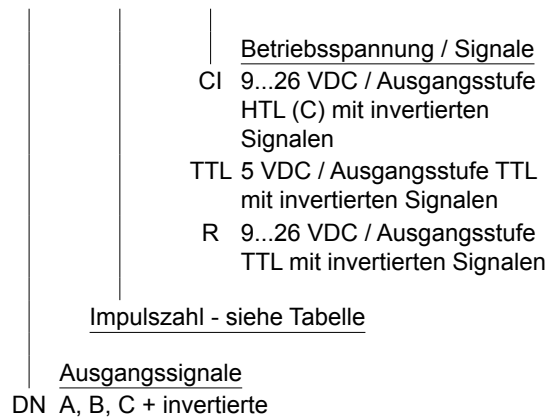 Betriebsspannung / Signale
CI 9...26 VDC / Ausgangsstufe
HTL (C) mit invertierten
Signalen
TTL 5 VDC / Ausgangsstufe TTL
mit invertierten Signalen
R 9...26 VDC / Ausgangsstufe
TTL mit invertierten Signalen
Impulszahl - siehe Tabelle
Ausgangssignale
DN A, B, C + invertierte